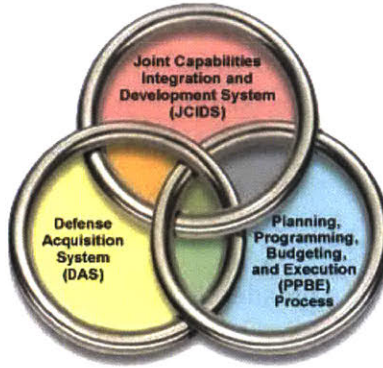 Joint Capabilities
Integration and
Development System
(JCIDS)
Defense
Acquisition
System
(DAS)
Planning,
Programming,
Budgeting,
and Execution
(PPBE)
Process